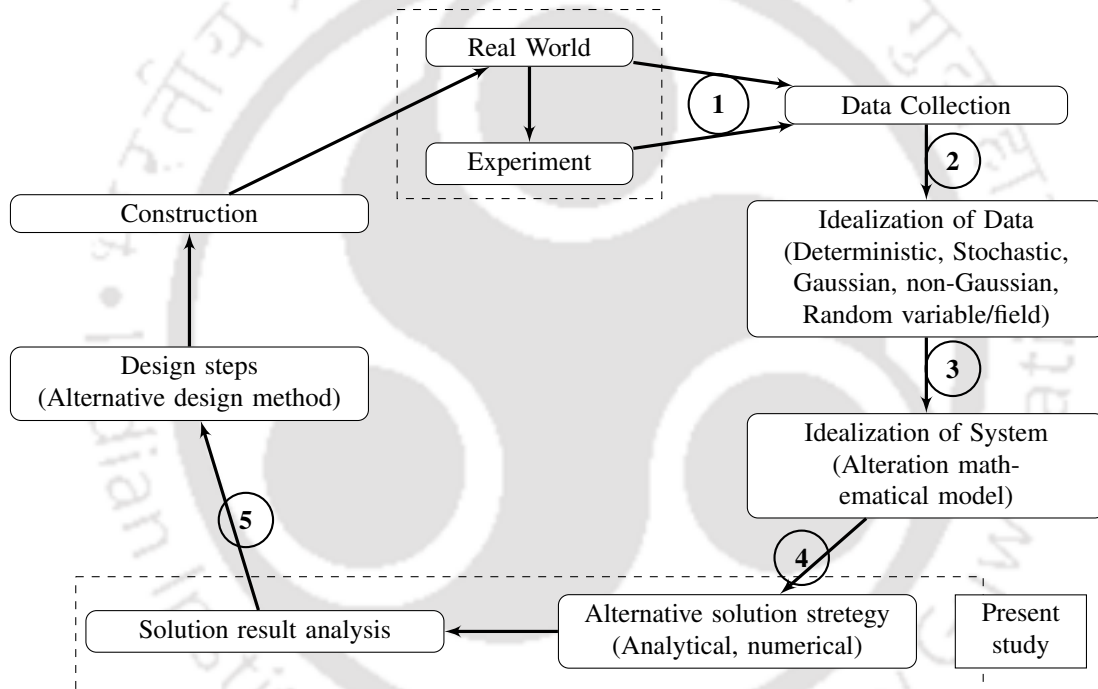 Real World
1
Data Collection
Experiment
2
Construction
Idealization of Data
(Deterministic, Stochastic,
Gaussian, non-Gaussian,
Random variable/field)
3
Design steps
(Alternative design method)
Idealization of System
(Alteration math-
ematical model)
5
4
Solution result analysis
Alternative solution stretegy
(Analytical, numerical)
Present
study